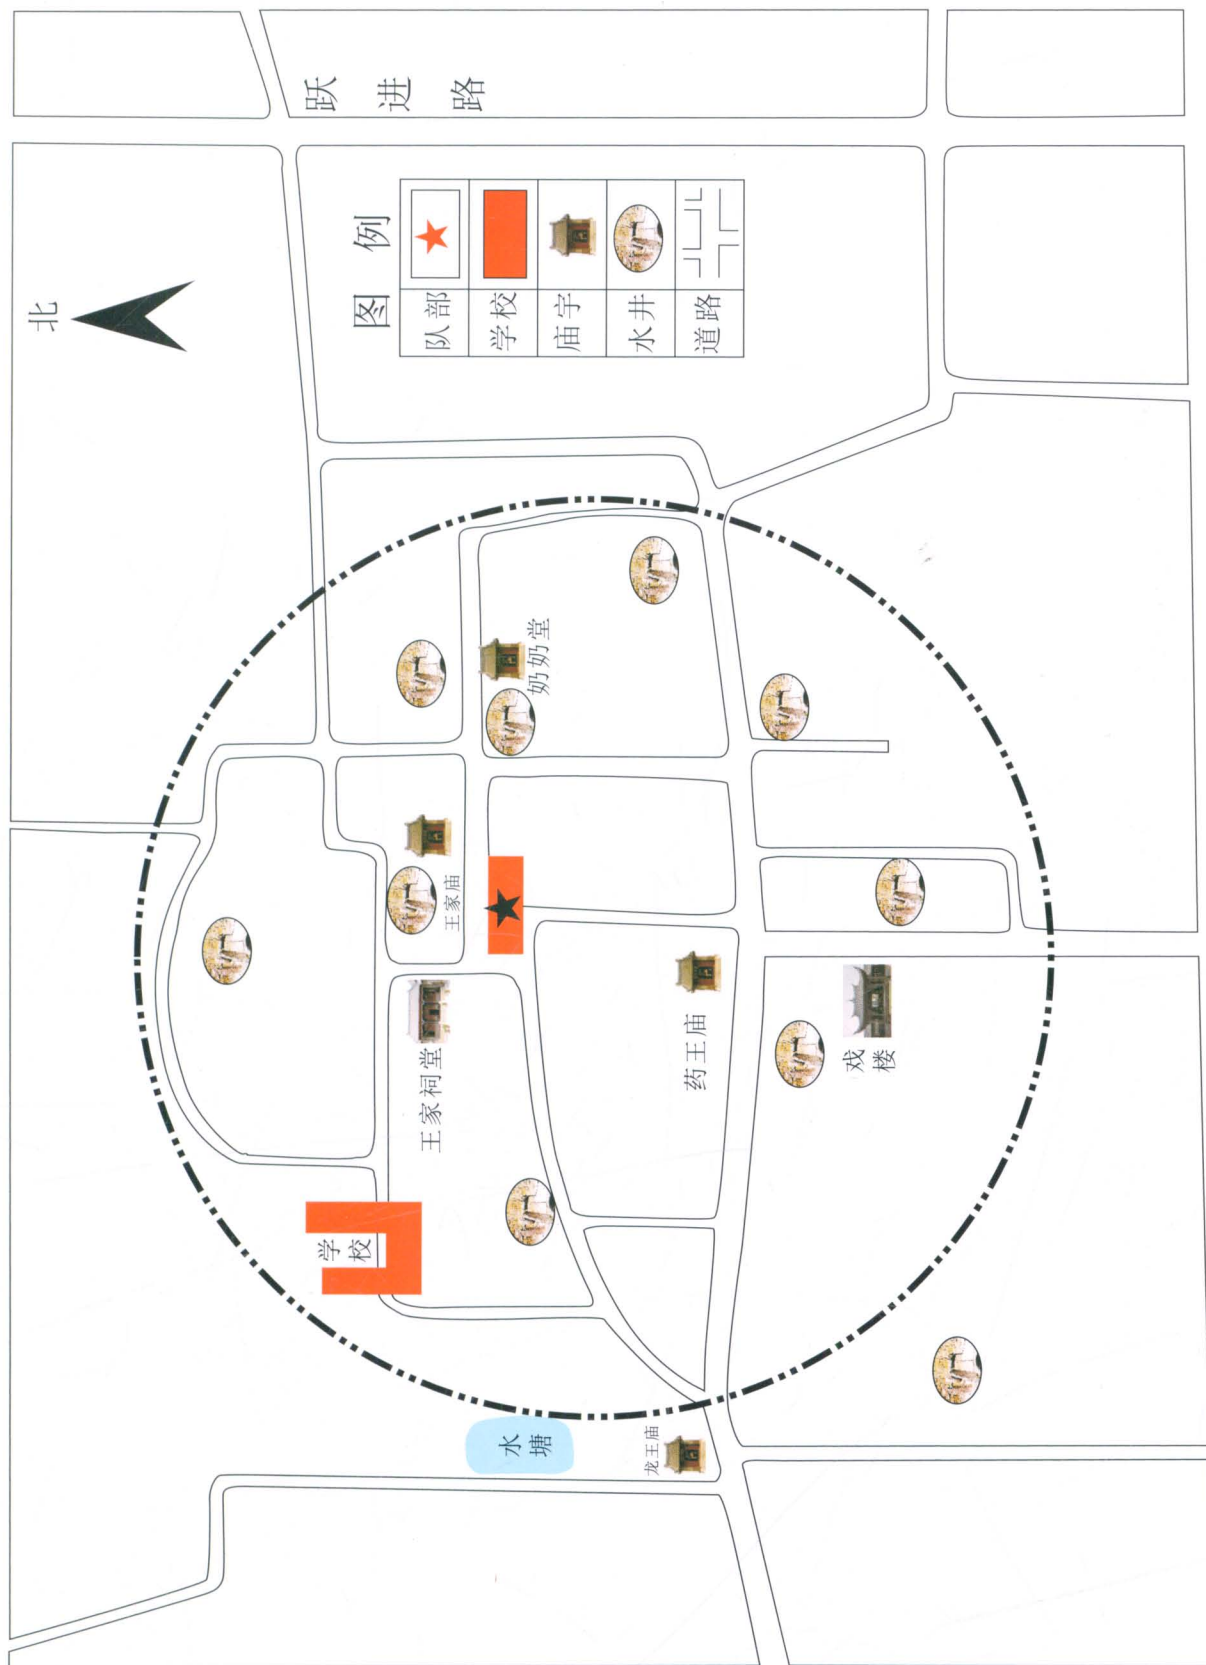 北
跃进路
图例
队部
学校
庙宇
水井
道路
奶奶堂
王家庙
王家祠堂
药王庙
戏
楼
学
校
水
塘
龙王庙